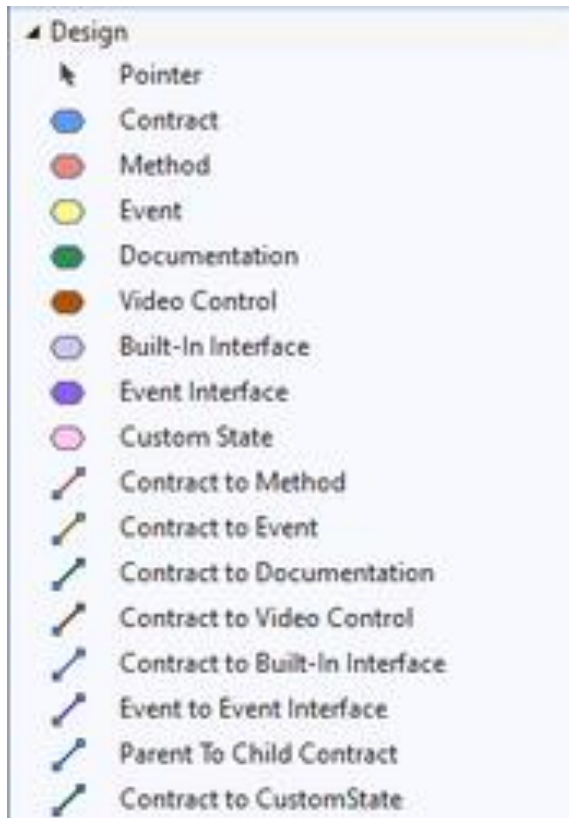 Design
Pointer
Contract
Method
Event
Documentation
Video Control
Built-In Interface
Event Interface
Custom State
Contract to Method
Contract to Event
Contract to Documentation
Contract to Video Control
Contract to Built-In Interface
Event to Event Interface
Parent To Child Contract
Contract to CustomState